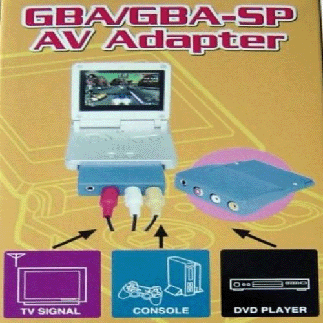 GBA/GBA-SP
AV Adapter
TV SIGNAL
CONSOLE
DVD PLAYER